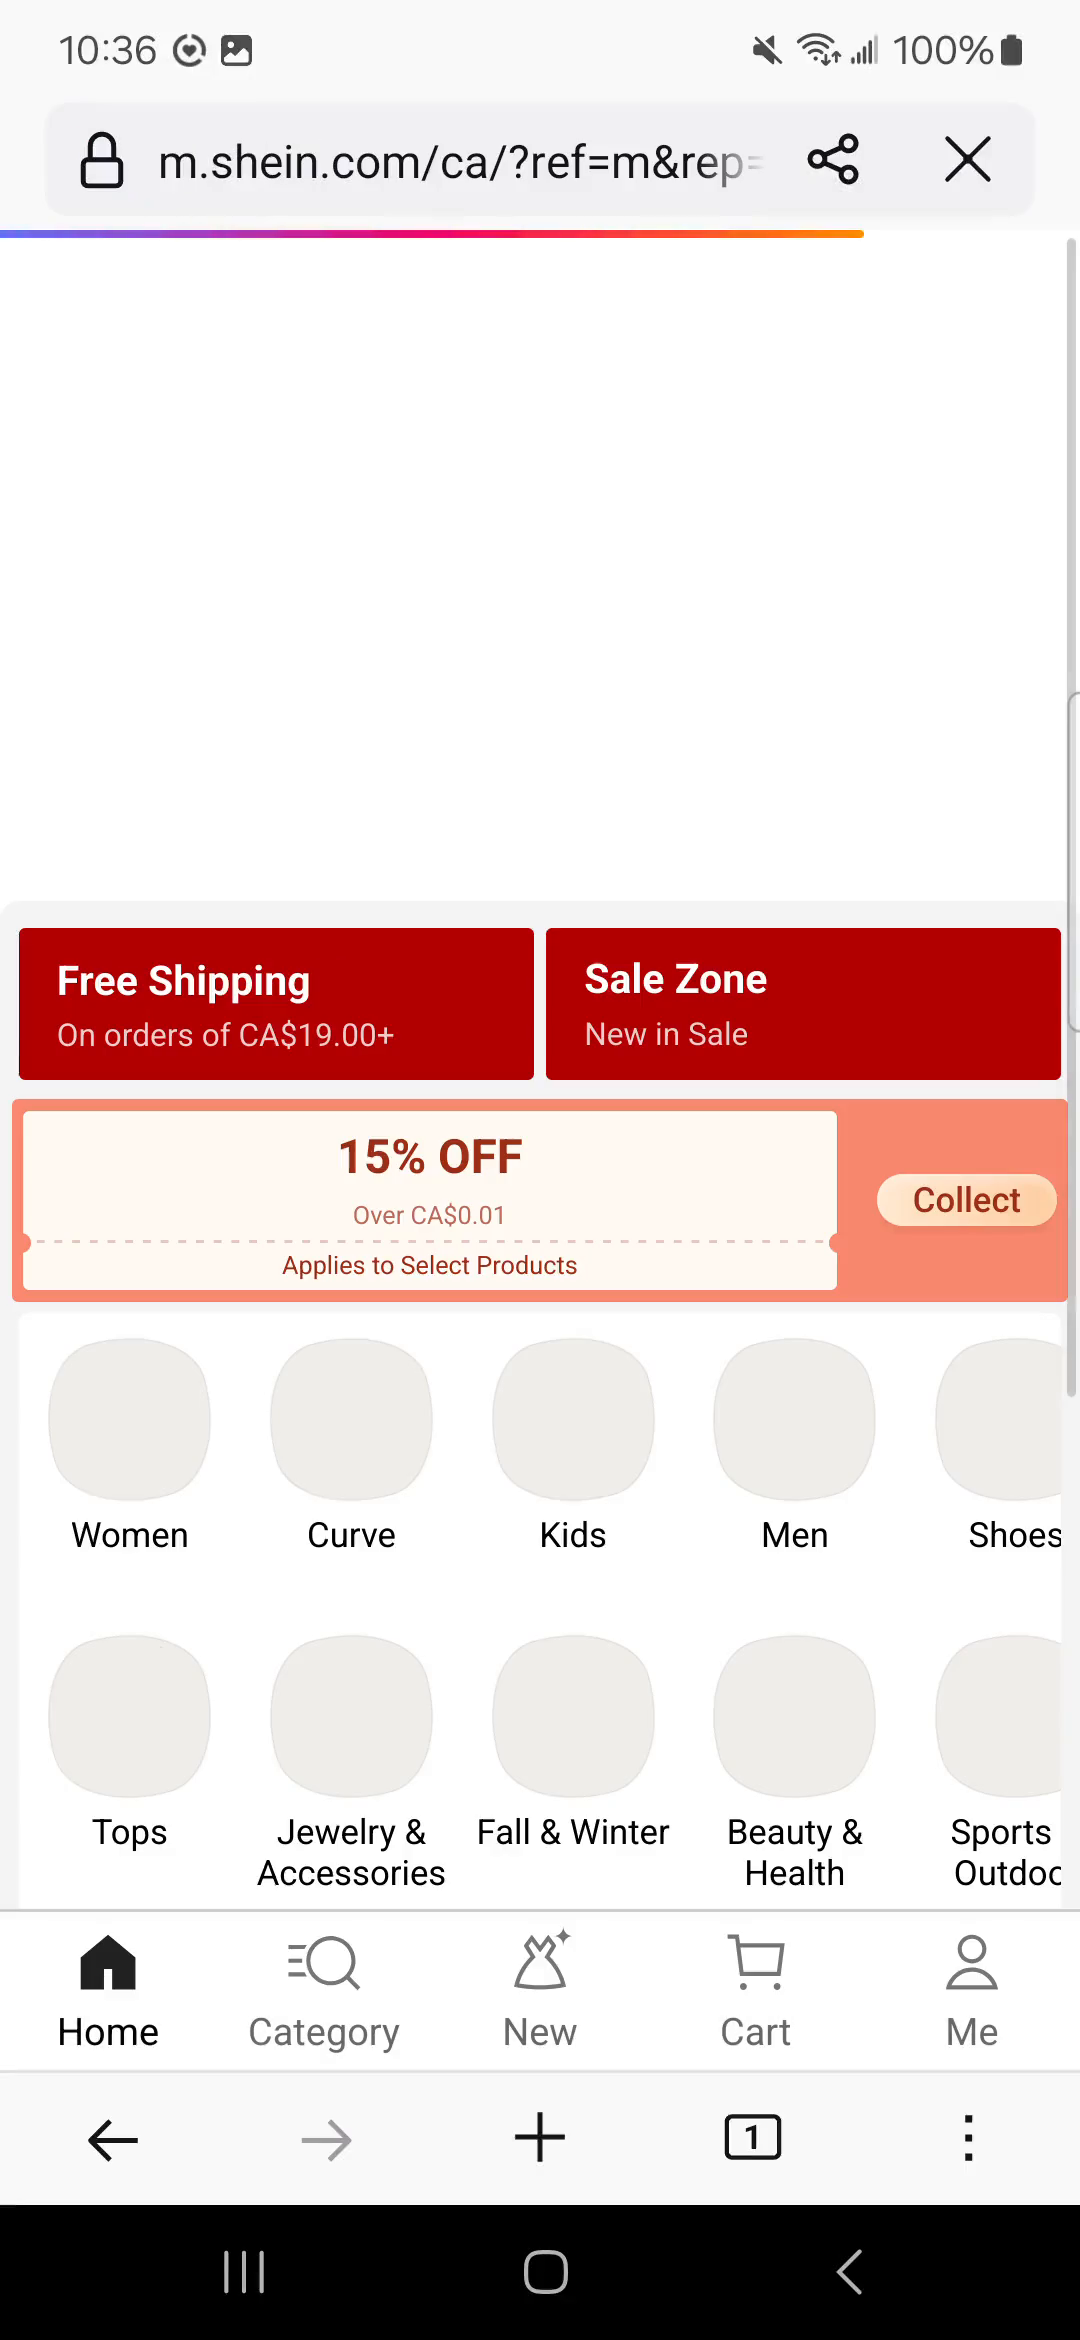 10:36
100%
m.shein.com/ca/?ref=m&rep=
Free Shipping
On orders of CA$19.00+
Sale Zone
New in Sale
15% OFF
Over CA$0.01
Applies to Select Products
Collect
Women
Curve
Kids
Men
Shoes
Tops
Jewelry &
Accessories
Fall & Winter
Beauty &
Health
Sports
Outdoo
Home
Category
New
Cart
Me
1